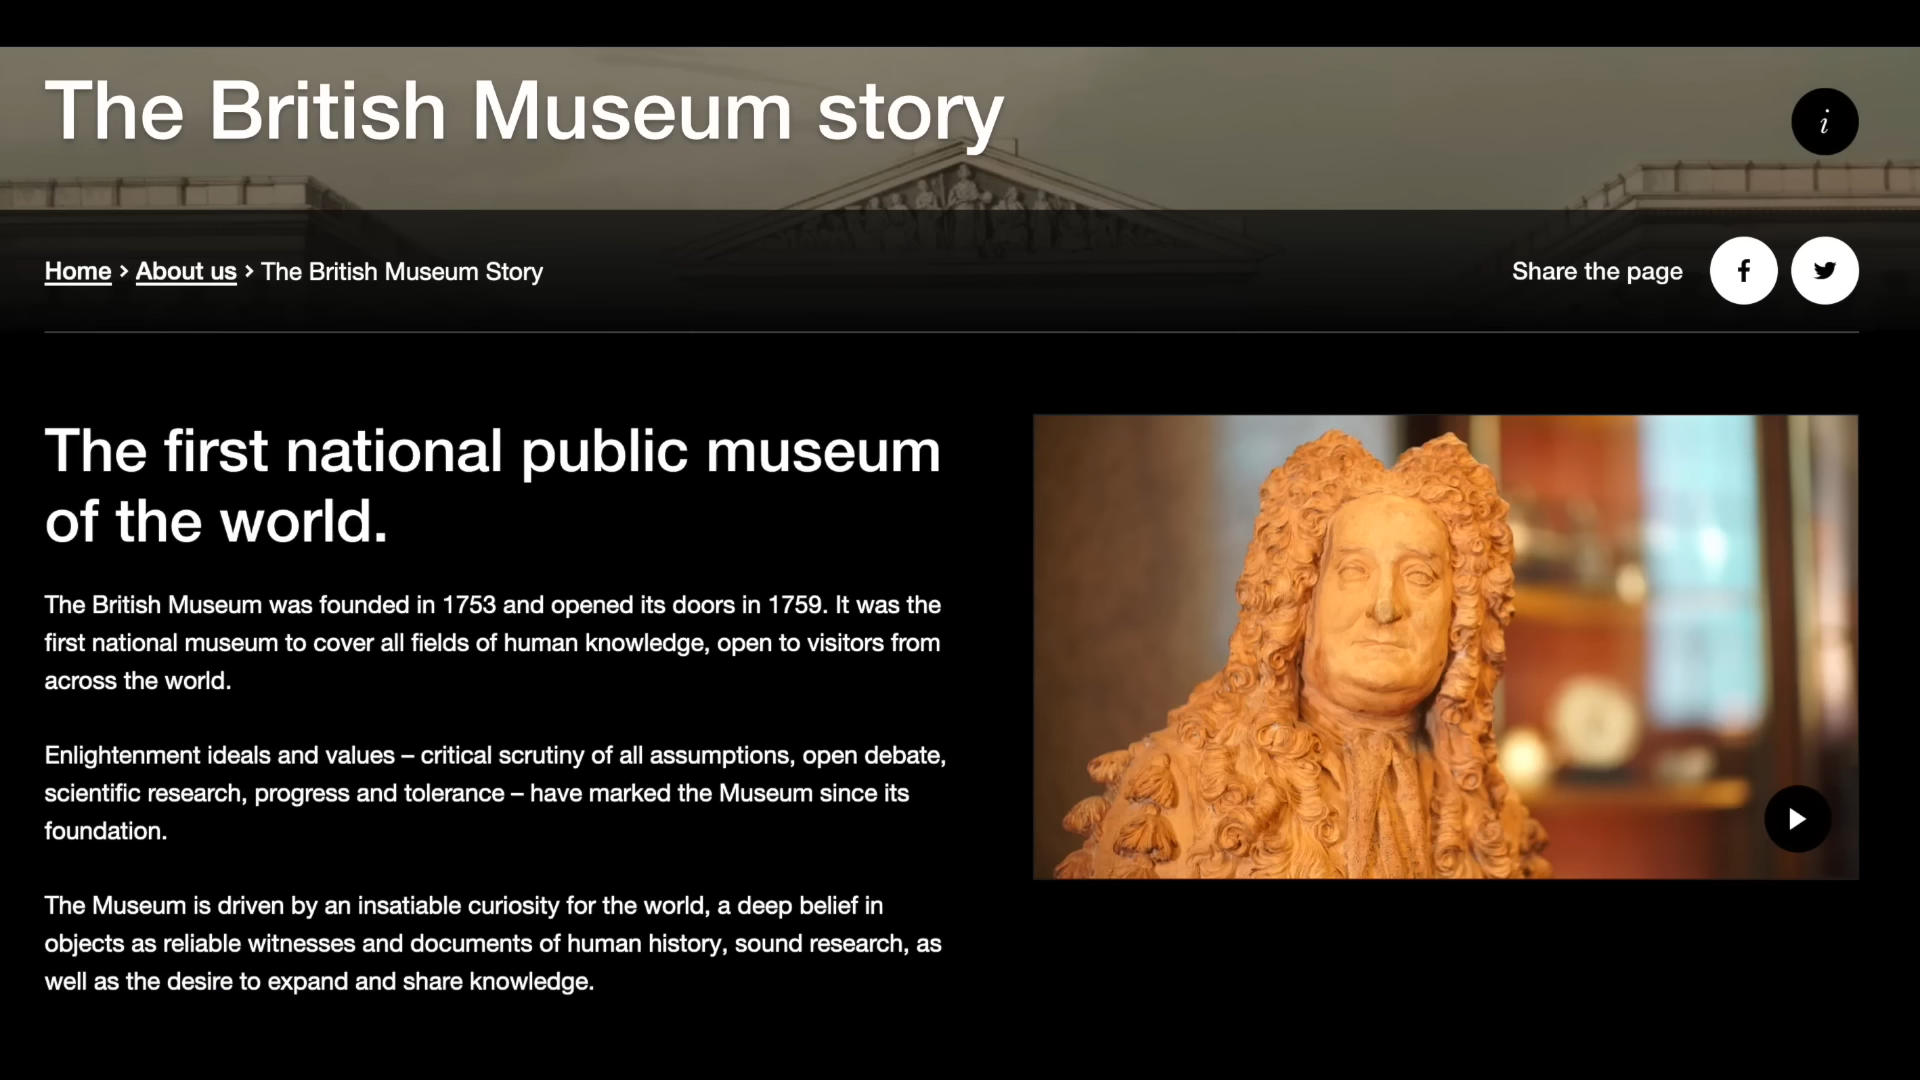 The British Museum story
i
Home > About us > The British Museum Story
Share the page
The first national public museum
of the world.
The British Museum was founded in 1753 and opened its doors in 1759. It was the
first national museum to cover all fields of human knowledge, open to visitors from
across the world.
Enlightenment ideals and values – critical scrutiny of all assumptions, open debate,
scientific research, progress and tolerance – have marked the Museum since its
foundation.
The Museum is driven by an insatiable curiosity for the world, a deep belief in
objects as reliable witnesses and documents of human history, sound research, as
well as the desire to expand and share knowledge.